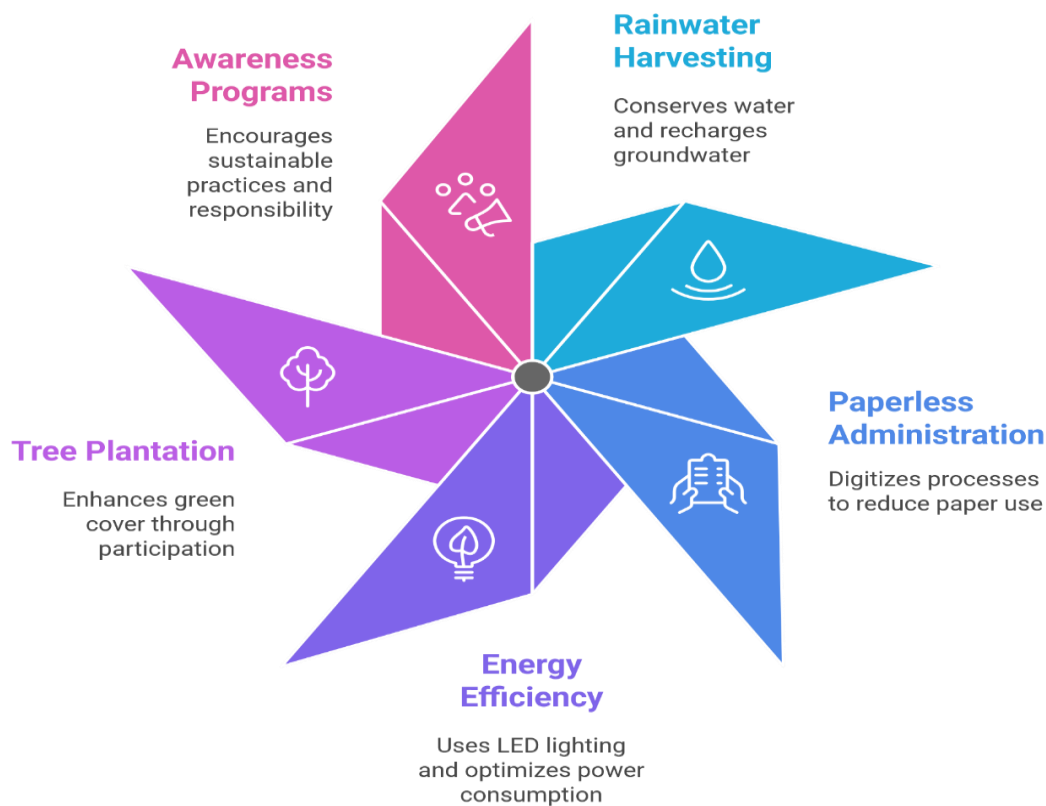 Awareness
Programs
Encourages
sustainable
practices and
responsibility
Rainwater
Harvesting
Conserves water
and recharges
groundwater
Paperless
Administration
Digitizes processes
to reduce paper use
Tree Plantation
Enhances green
cover through
participation
Energy
Efficiency
Uses LED lighting
and optimizes power
consumption